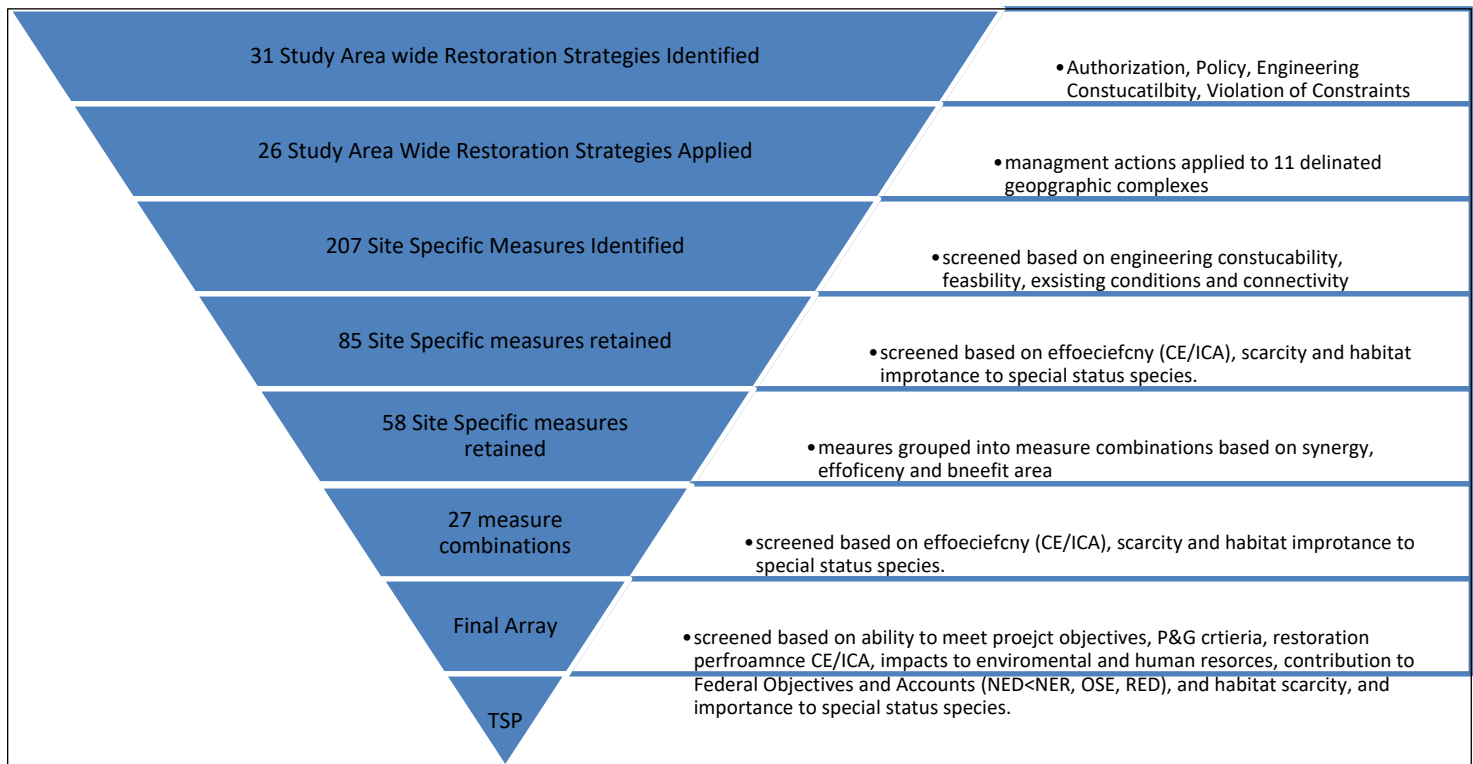 31 Study Area wide Restoration Strategies Identified
•Authorization, Policy, Engineering
Constucatilbity, Violation of Constraints
26 Study Area Wide Restoration Strategies Applied
•managment actions applied to 11 delinated
geopgraphic complexes
207 Site Specific Measures Identified
•screened based on engineering constucability,
feasbility, exsisting conditions and connectivity
85 Site Specific measures retained
•screened based on effoeciefcny (CE/ICA), scarcity and habitat
improtance to special status species.
58 Site Specific measures
retained
•meaures grouped into measure combinations based on synergy,
effoficeny and bneefit area
27 measure
combinations
•screened based on effoeciefcny (CE/ICA), scarcity and habitat improtance to
special status species.
Final Array
•screened based on ability to meet proejct objectives, P&G crtieria, restoration
perfroamnce CE/ICA, impacts to enviromental and human resorces, contribution to
Federal Objectives and Accounts (NED<NER, OSE, RED), and habitat scarcity, and
importance to special status species.
TSP